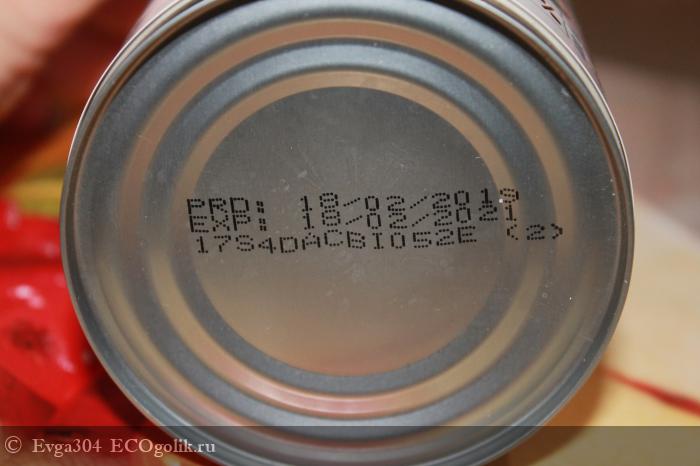 PRD: 18/02/2019
EXP: 18/02/2021
17S4DACBI052E (2)
© Evga304 ECOgolik.ru